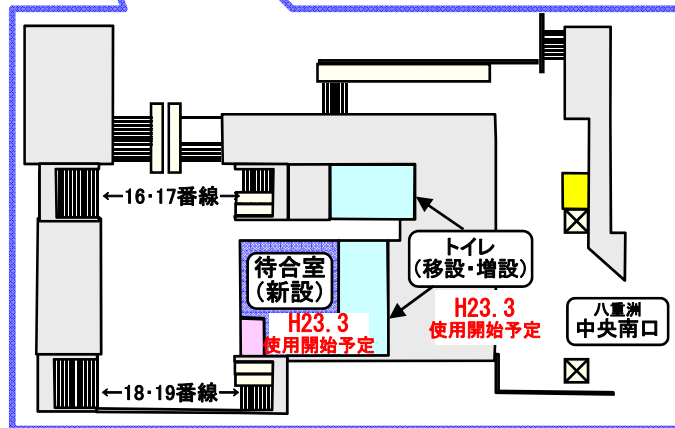 ←16・17番線→
トイレ
(移設・増設)
待合室
(新設)
H23.3
使用開始予定
H23.3
使用開始予定
八重洲
中央南口
←18・19番線→